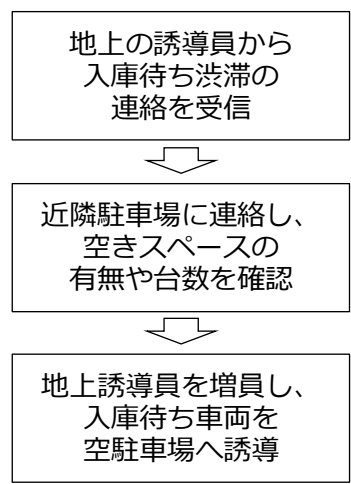 地上の誘導員から
入庫待ち渋滞の
連絡を受信
近隣駐車場に連絡し、
空きスペースの
有無や台数を確認
地上誘導員を増員し、
入庫待ち車両を
空駐車場へ誘導